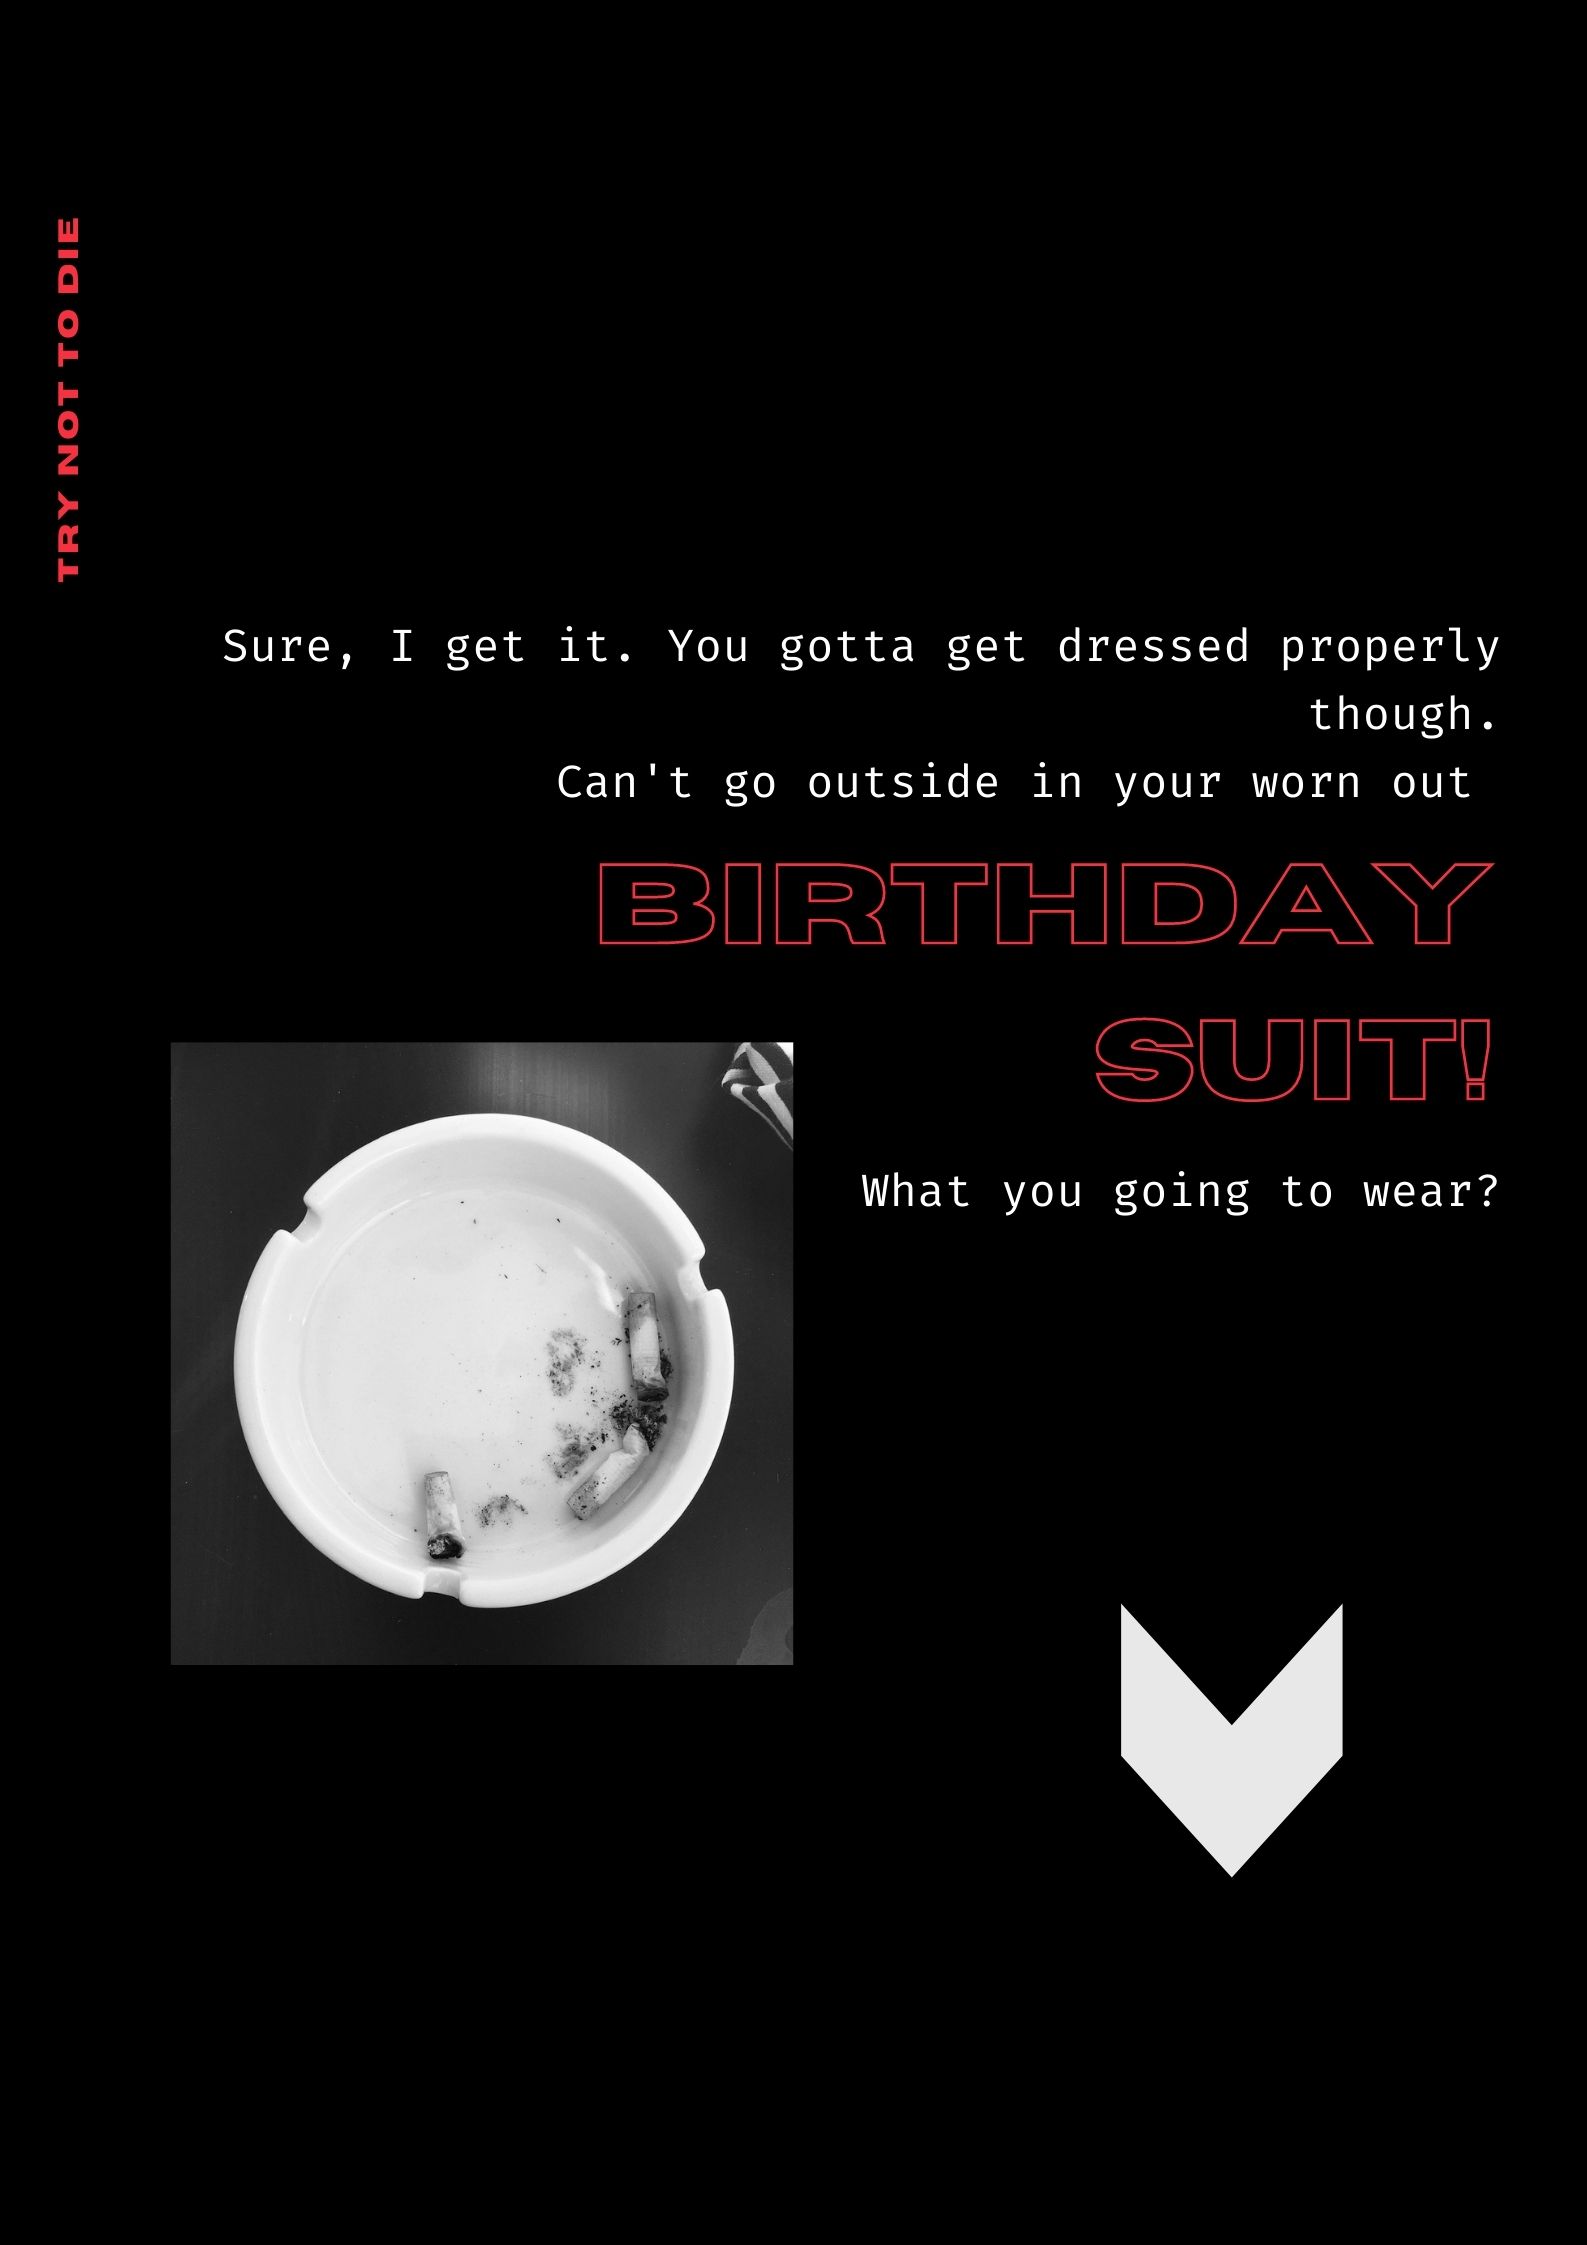 TRY NOT TO DIE
Sure, I get it. You gotta get dressed properly
though.
Can't go outside in your worn out
BIRTHDAY
SUIT!
What you going to wear?